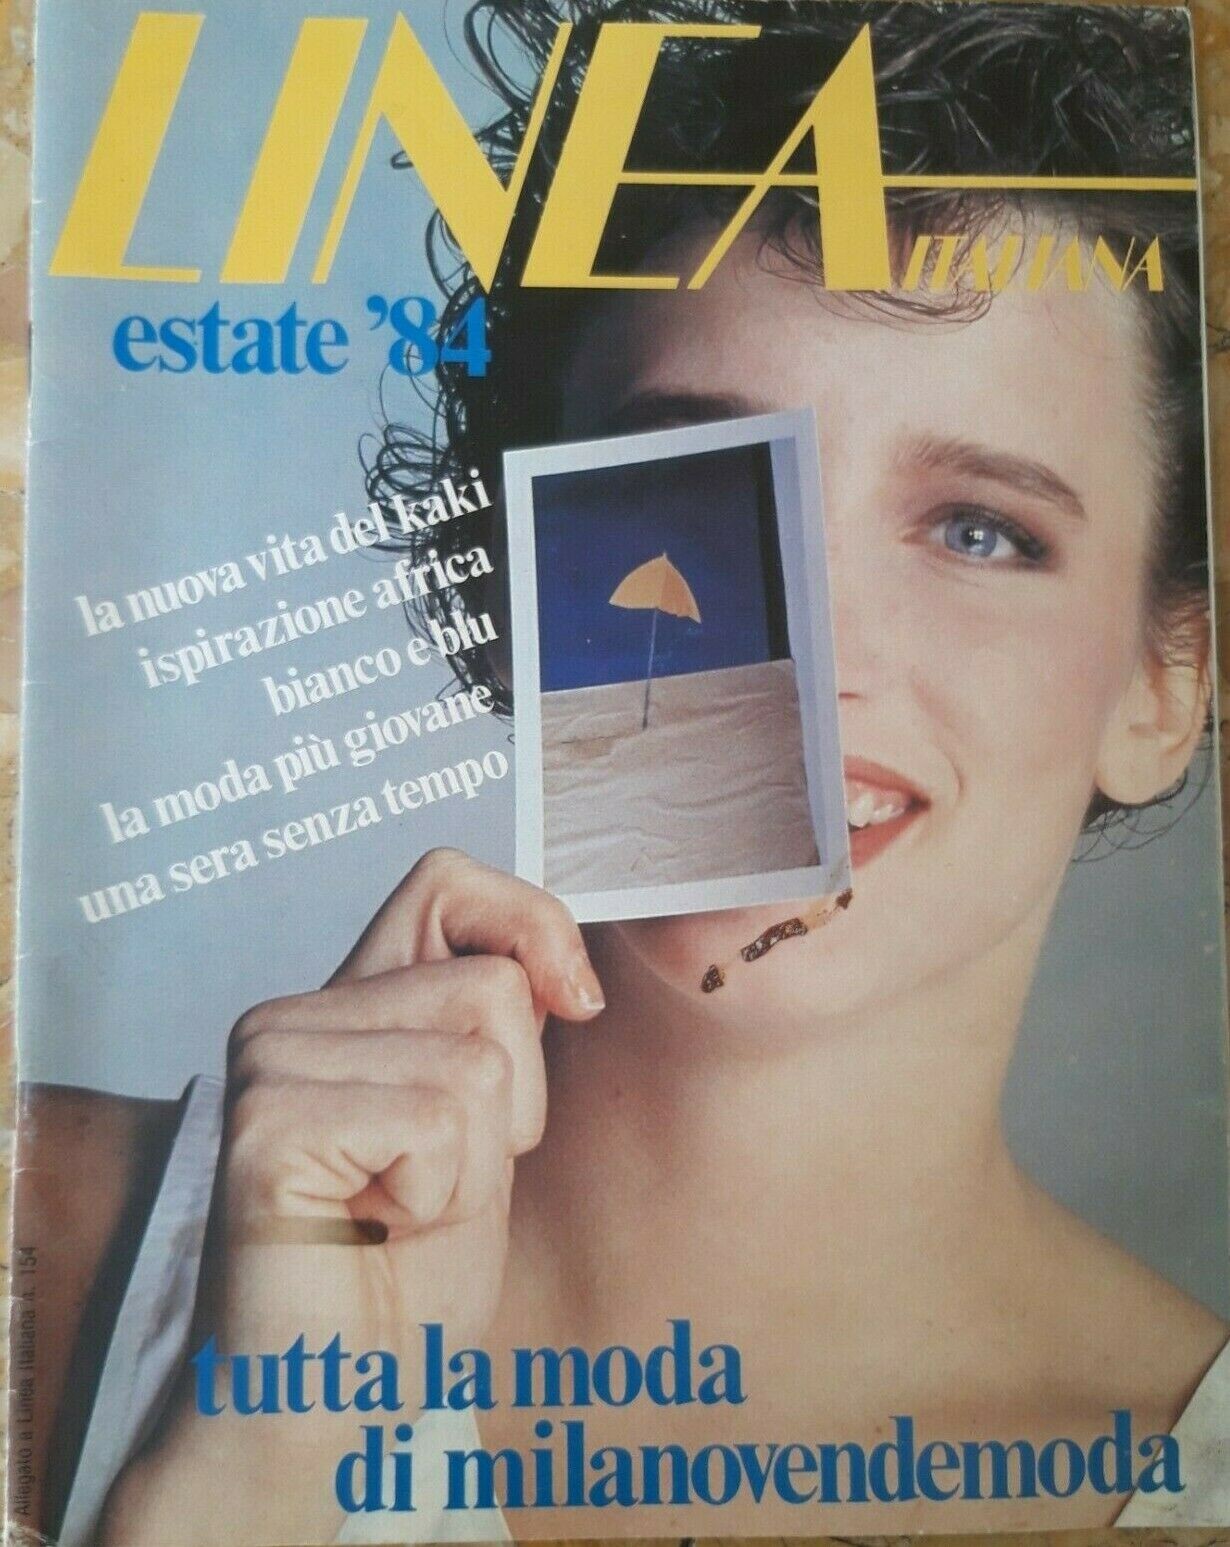 LINEA
ITALIANA
estate '84
la nuova vita del kaki
ispirazione africa
bianco e blu
la moda più giovane
una sera senza tempo
tutta la moda
di milanovendemoda
Allegato a Linea Italiana n. 154